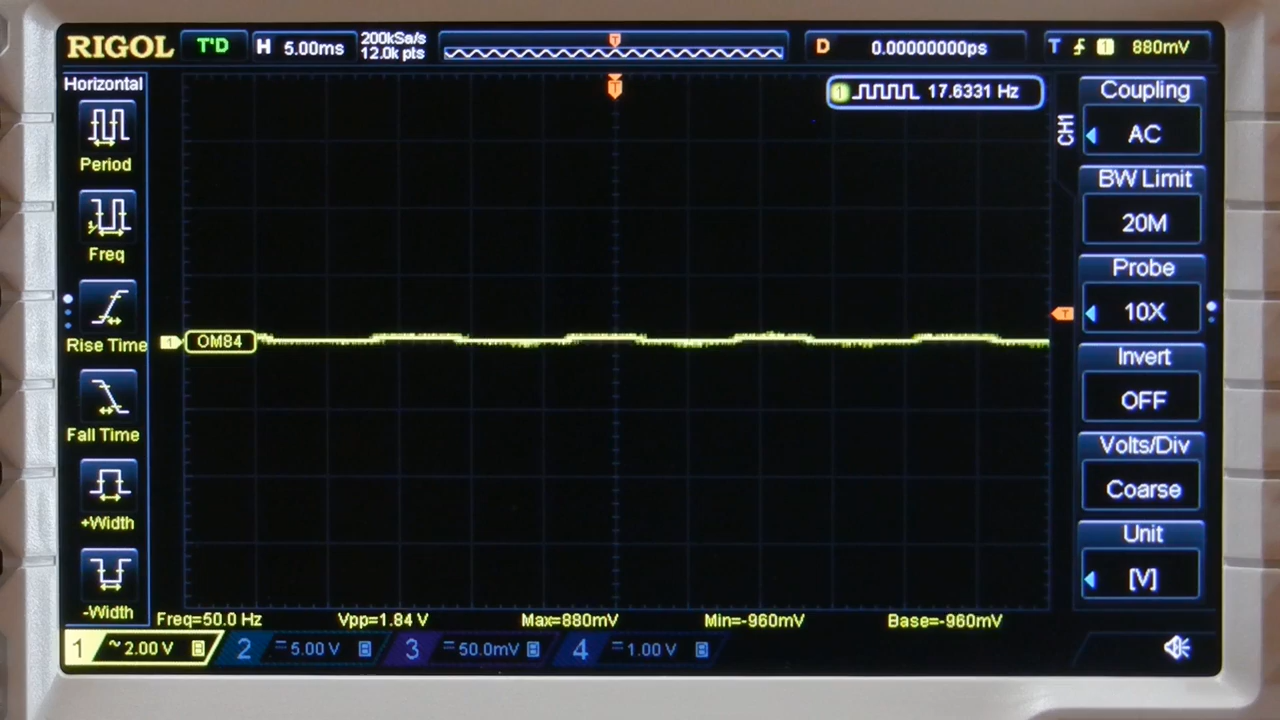 RIGOL T'D H 5.00ms 200kSa/s 12.0k pts T D 0.00000000ps T 1 880mV
Horizontal
Period
Freq
Rise Time
Fall Time
+Width
-Width
T
1 17.6331 Hz
1 OM84
T
CH1
Coupling
AC
BW Limit
20M
Probe
10X
Invert
OFF
Volts/Div
Coarse
Unit
[V]
Freq=50.0 Hz Vpp=1.84 V Max=880mV Min=-960mV Base=-960mV
1 ~ 2.00 V B 2 5.00 V B 3 50.0mV B 4 1.00 V B